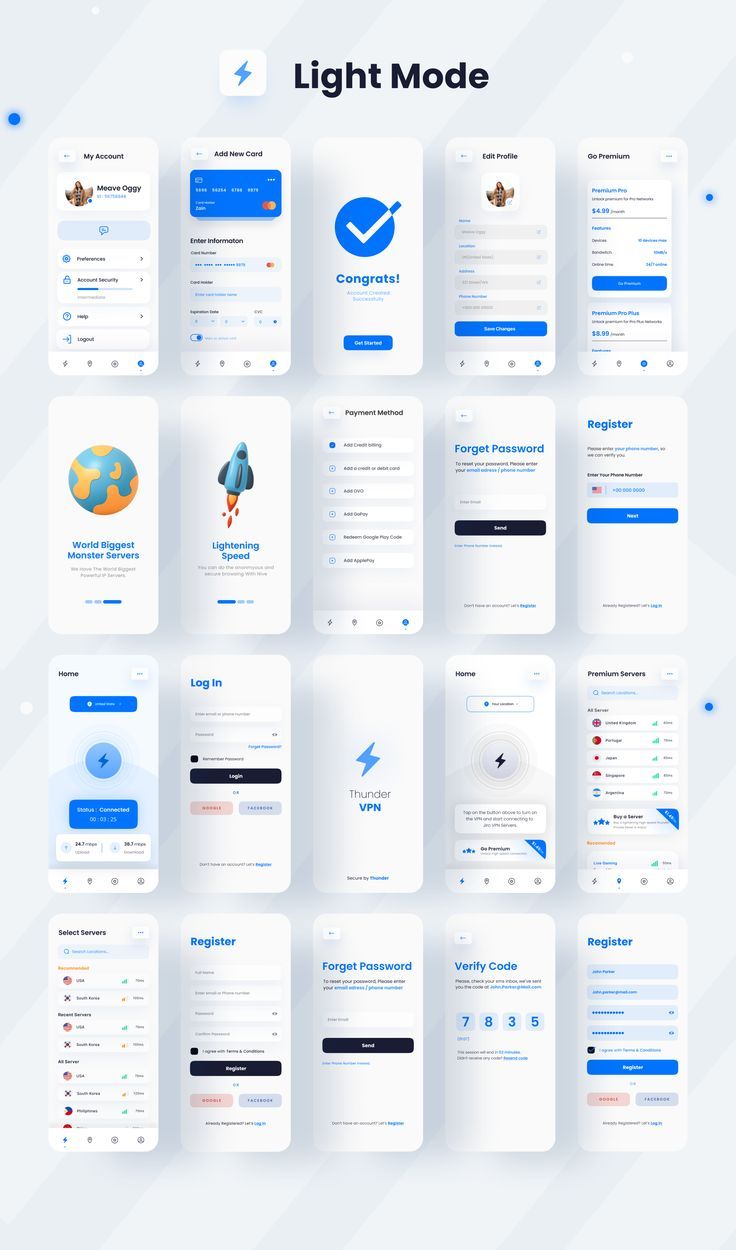 Light Mode
My Account
Meave Oggy
Preferences
Account Security
Intermediate
Help
Logout
Add New Card
Card Holder
Zain
Enter Informaton
Card Number
Card Holder
Enter card holder name
Expiration Date
CVC
Congrats!
Account Created
Successfully
Get Started
Edit Profile
Name
Meave Oggy
Location
Address
Phone Number
Save Changes
Go Premium
Premium Pro
Unlock premium for Pro Networks
$4.99 /month
Features
Devices
10 devices max
Bandwitch
10MB/s
Online time
24/7 online
Go Premium
Premium Pro Plus
Unlock premium for Pro Plus Networks
$8.99 /month
Features
World Biggest
Monster Servers
We Have The World Biggest
Powerful IP Servers.
Lightening
Speed
You can do the anonmyous and
secure browsing With Nive
Payment Method
Add Credit billing
Add a credit or debit card
Add OVO
Add GoPay
Redeem Google Play Code
Add ApplePay
Forget Password
To reset your password, Please enter
your email adress / phone number
Enter Email
Send
Enter Phone Number Instead.
Don't have an account? Let's Register
Register
Please enter your phone number, so
we can verify you.
Enter Your Phone Number
+00 000 0000
Next
Already Registered? Let's Log In
Home
United States
Status : Connected
00 : 03 : 25
24.7 mbps
Upload
28.7 mbps
Download
Log In
Enter email or phone number
Password
Forget Password?
Remember Password
Login
OR
GOOGLE
FACEBOOK
Don't have an account? Let's Register
Thunder
VPN
Secure by Thunder
Home
Your Location
Tap on the button above to turn on
the VPN and start connecting to
Jiro VPN Servers.
Go Premium
Premium Servers
Search Locations...
All Server
United Kingdom
Portugal
Japan
Singapore
Argentina
Buy a Server
Recomended
Live Gaming
Select Servers
Search Locations...
Recommended
USA
70ms
South Korea
100ms
Recent Servers
USA
70ms
South Korea
100ms
All Server
USA
70ms
South Korea
100ms
Philiphines
Register
Full Name
Enter email or Phone number
Password
Confirm Password
I agree with Terms & Conditions
Register
OR
GOOGLE
FACEBOOK
Already Registered? Let's Log In
Forget Password
To reset your password, Please enter
your email adress / phone number
Enter Email
Send
Enter Phone Number Instead.
Don't have an account? Let's Register
Verify Code
Please, check your sms inbox, we've sent
you the code at John.Parker@Mail.com
7 8 3 5
This session will end in 02 minutes.
Didn't receive any code? Resend code
Register
John Parker
John.parker@mail.com
I agree with Terms & Conditions
Register
OR
GOOGLE
FACEBOOK
Already Registered? Let's Log In